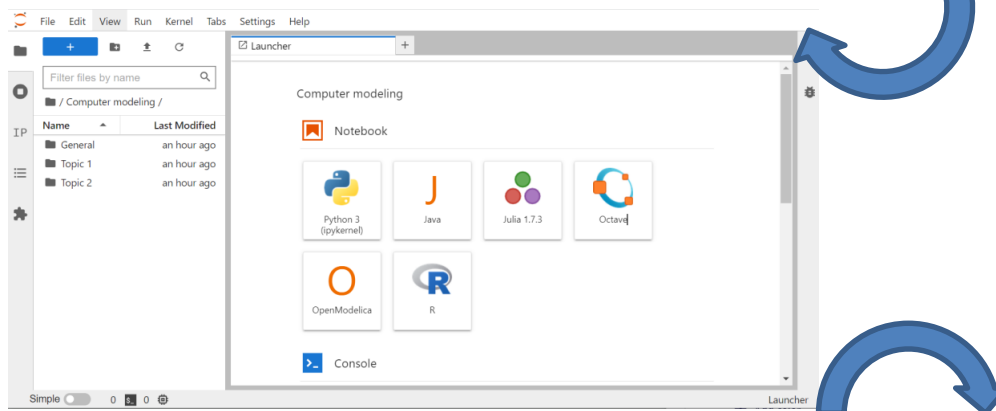 File Edit View Run Kernel Tabs Settings Help
+
Launcher
+
Filter files by name
/ Computer modeling /
Name Last Modified
General an hour ago
Topic 1 an hour ago
Topic 2 an hour ago
IP
Computer modeling
Notebook
Python 3
(ipykernel)
J
Java
Julia 1.7.3
Octave
O
OpenModelica
R
R
>_ Console
Simple 0 $_ 0
Launcher